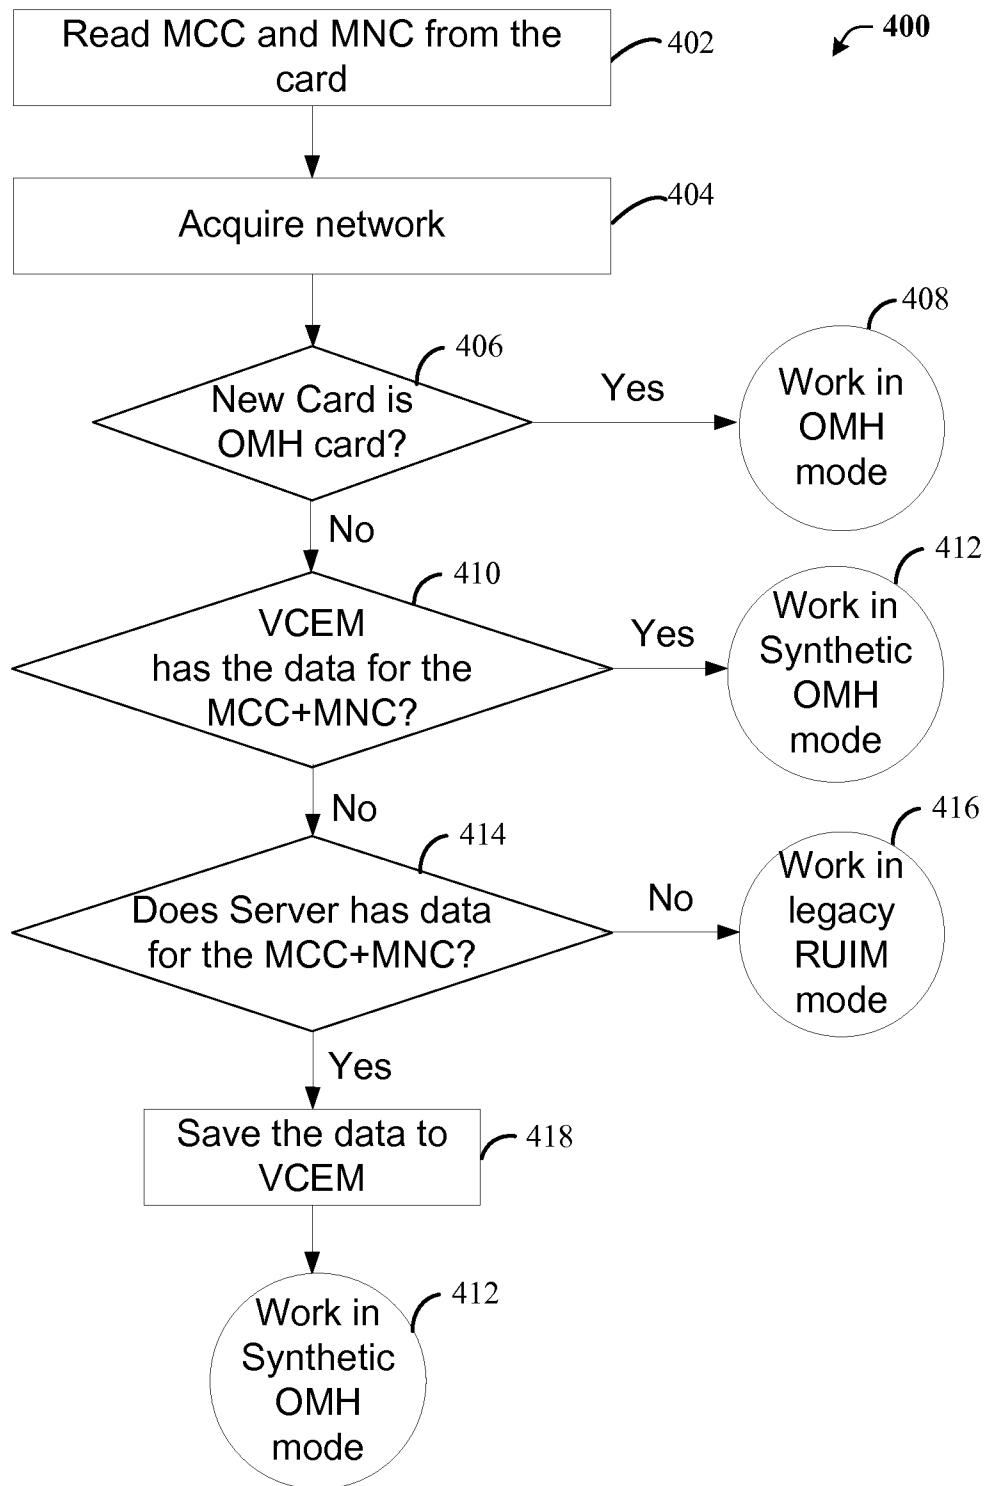 Read MCC and MNC from the
card
402
400
Acquire network
404
406
New Card is
OMH card?
Yes
408
Work in
OMH
mode
No
410
VCEM
has the data for the
MCC+MNC?
Yes
412
Work in
Synthetic
OMH
mode
No
414
Does Server has data
for the MCC+MNC?
No
416
Work in
legacy
RUIM
mode
Yes
Save the data to
VCEM
418
412
Work in
Synthetic
OMH
mode